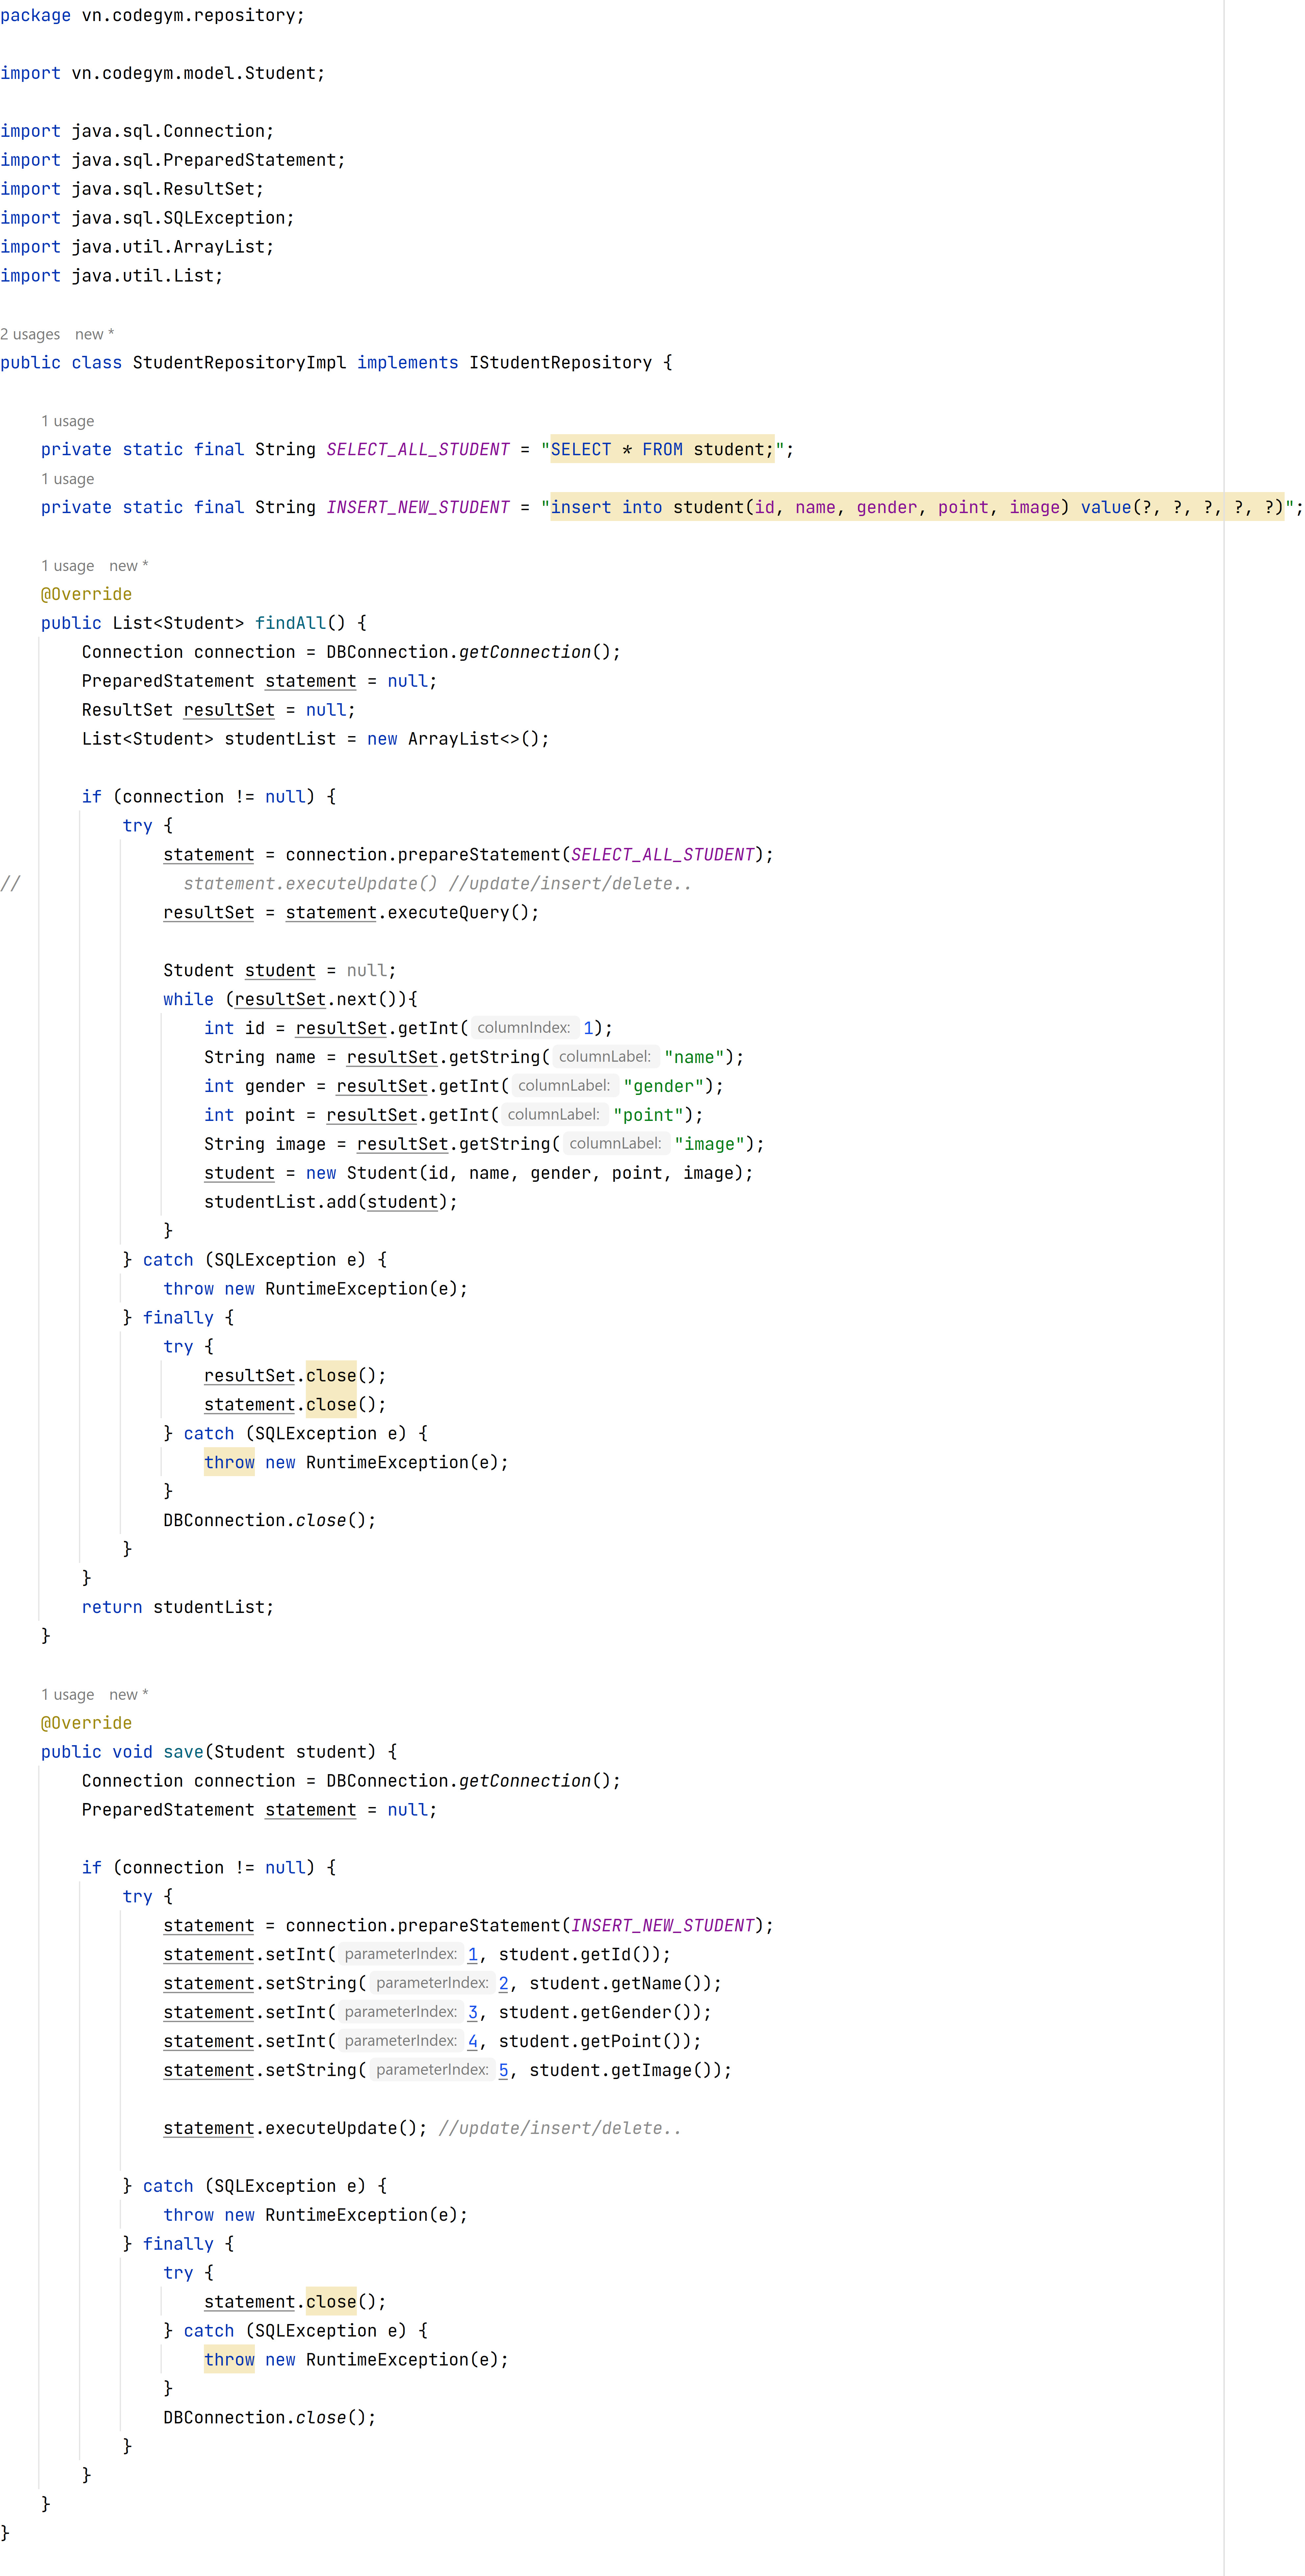 package vn.codegym.repository;

import vn.codegym.model.Student;

import java.sql.Connection;
import java.sql.PreparedStatement;
import java.sql.ResultSet;
import java.sql.SQLException;
import java.util.ArrayList;
import java.util.List;

2 usages new *
public class StudentRepositoryImpl implements IStudentRepository {

    1 usage
    private static final String SELECT_ALL_STUDENT = "SELECT * FROM student;";
    1 usage
    private static final String INSERT_NEW_STUDENT = "insert into student(id, name, gender, point, image) value(?, ?, ?, ?, ?)";

    1 usage new *
    @Override
    public List<Student> findAll() {
        Connection connection = DBConnection.getConnection();
        PreparedStatement statement = null;
        ResultSet resultSet = null;
        List<Student> studentList = new ArrayList<>();

        if (connection != null) {
            try {
                statement = connection.prepareStatement(SELECT_ALL_STUDENT);
//                statement.executeUpdate() //update/insert/delete..
                resultSet = statement.executeQuery();

                Student student = null;
                while (resultSet.next()){
                    int id = resultSet.getInt( columnIndex: 1);
                    String name = resultSet.getString( columnLabel: "name");
                    int gender = resultSet.getInt( columnLabel: "gender");
                    int point = resultSet.getInt( columnLabel: "point");
                    String image = resultSet.getString( columnLabel: "image");
                    student = new Student(id, name, gender, point, image);
                    studentList.add(student);
                }
            } catch (SQLException e) {
                throw new RuntimeException(e);
            } finally {
                try {
                    resultSet.close();
                    statement.close();
                } catch (SQLException e) {
                    throw new RuntimeException(e);
                }
                DBConnection.close();
            }
        }
        return studentList;
    }

    1 usage new *
    @Override
    public void save(Student student) {
        Connection connection = DBConnection.getConnection();
        PreparedStatement statement = null;

        if (connection != null) {
            try {
                statement = connection.prepareStatement(INSERT_NEW_STUDENT);
                statement.setInt( parameterIndex: 1, student.getId());
                statement.setString( parameterIndex: 2, student.getName());
                statement.setInt( parameterIndex: 3, student.getGender());
                statement.setInt( parameterIndex: 4, student.getPoint());
                statement.setString( parameterIndex: 5, student.getImage());

                statement.executeUpdate(); //update/insert/delete..

            } catch (SQLException e) {
                throw new RuntimeException(e);
            } finally {
                try {
                    statement.close();
                } catch (SQLException e) {
                    throw new RuntimeException(e);
                }
                DBConnection.close();
            }
        }
    }
}